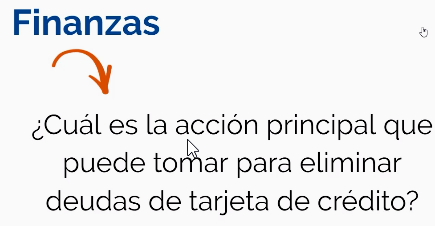 Finanzas
¿Cuál es la acción principal que
puede tomar para eliminar
deudas de tarjeta de crédito?